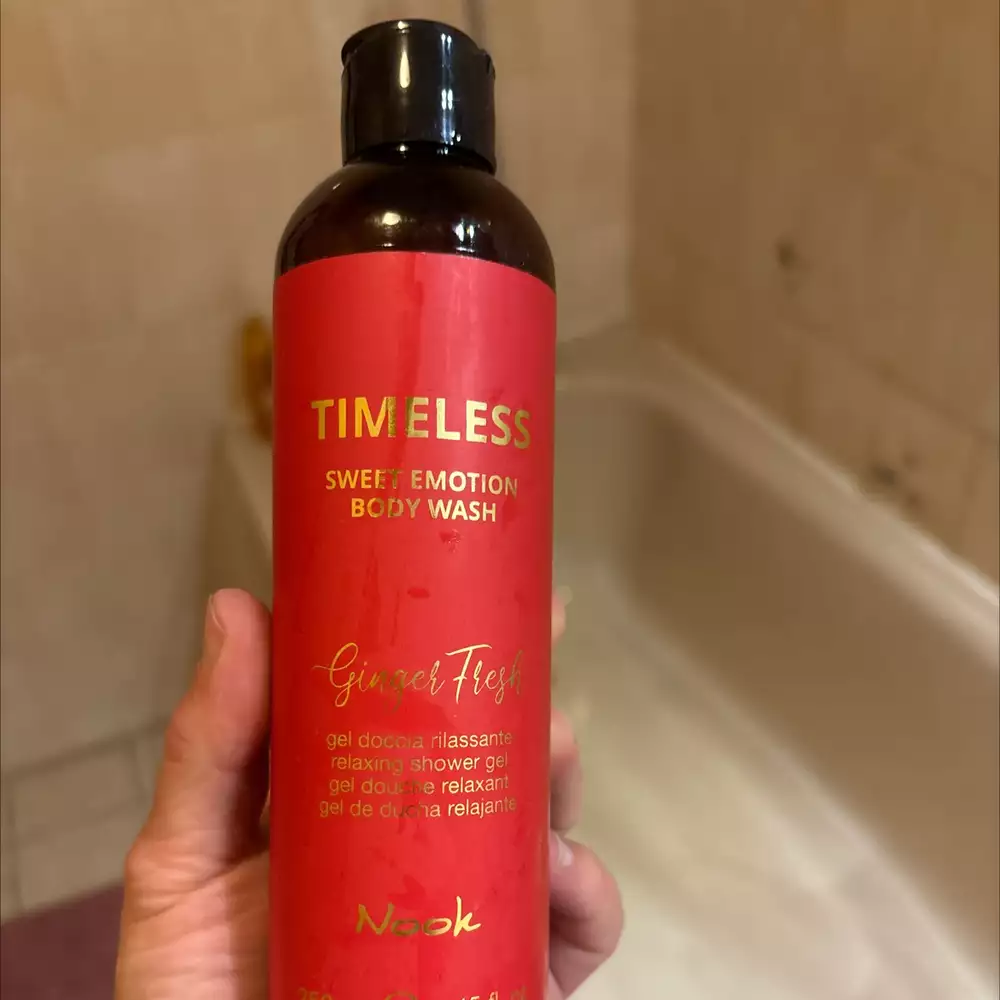 TIMELESS
SWEET EMOTION
BODY WASH
Ginger Fresh
gel doccia rilassante
relaxing shower gel
gel douche relaxant
gel de ducha relajante
Nook